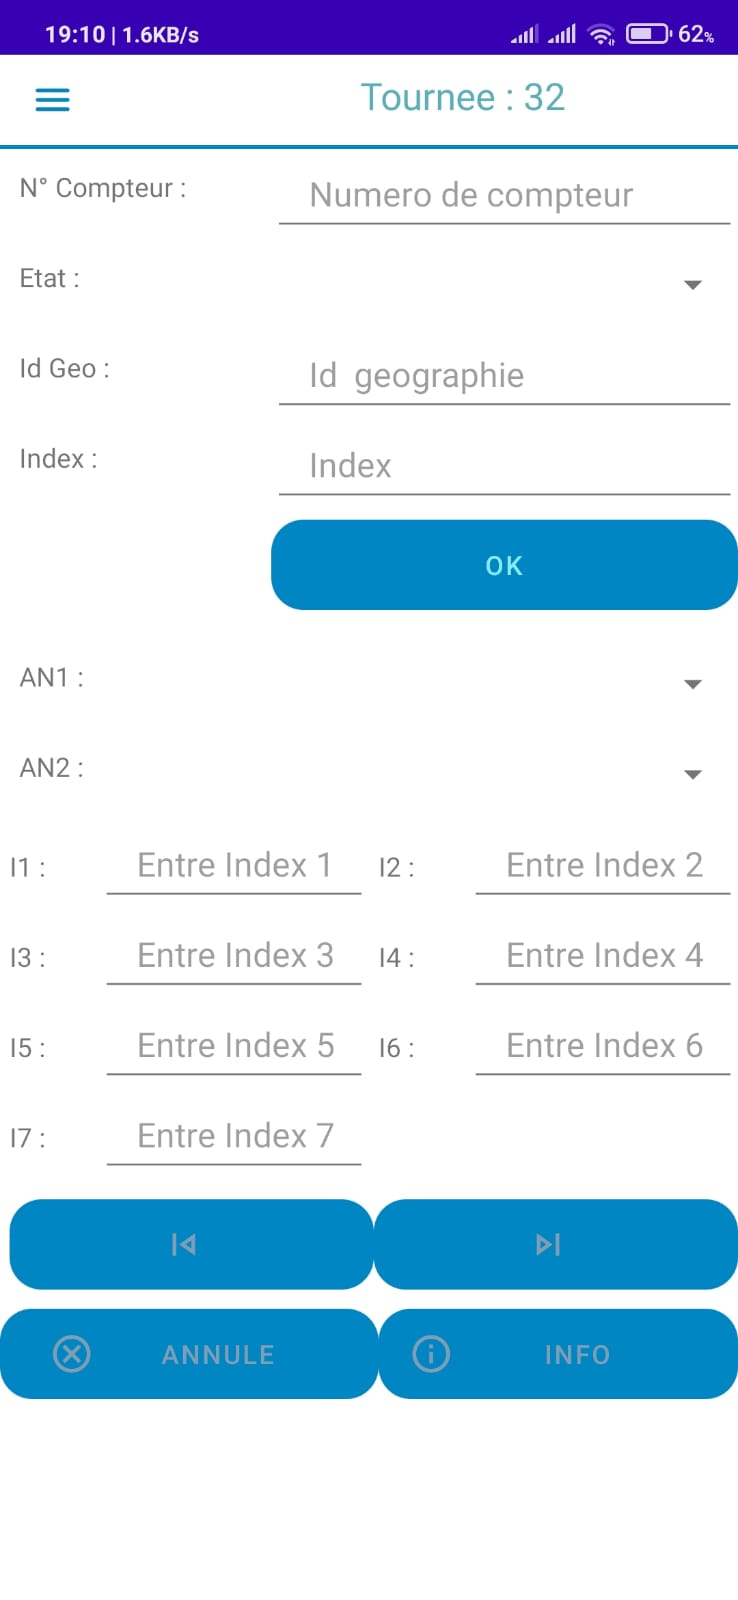 19:10 | 1.6KB/s 62%
Tournee : 32
N° Compteur : Numero de compteur
Etat :
Id Geo : Id geographie
Index : Index
OK
AN1 :
AN2 :
I1 : Entre Index 1 I2 : Entre Index 2
I3 : Entre Index 3 I4 : Entre Index 4
I5 : Entre Index 5 I6 : Entre Index 6
I7 : Entre Index 7
ANNULE INFO